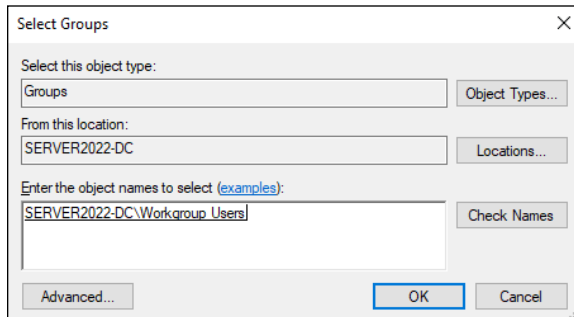 Select Groups
Select this object type:
Groups
Object Types...
From this location:
SERVER2022-DC
Locations...
Enter the object names to select (examples):
SERVER2022-DC\Workgroup Users
Check Names
Advanced...
OK
Cancel